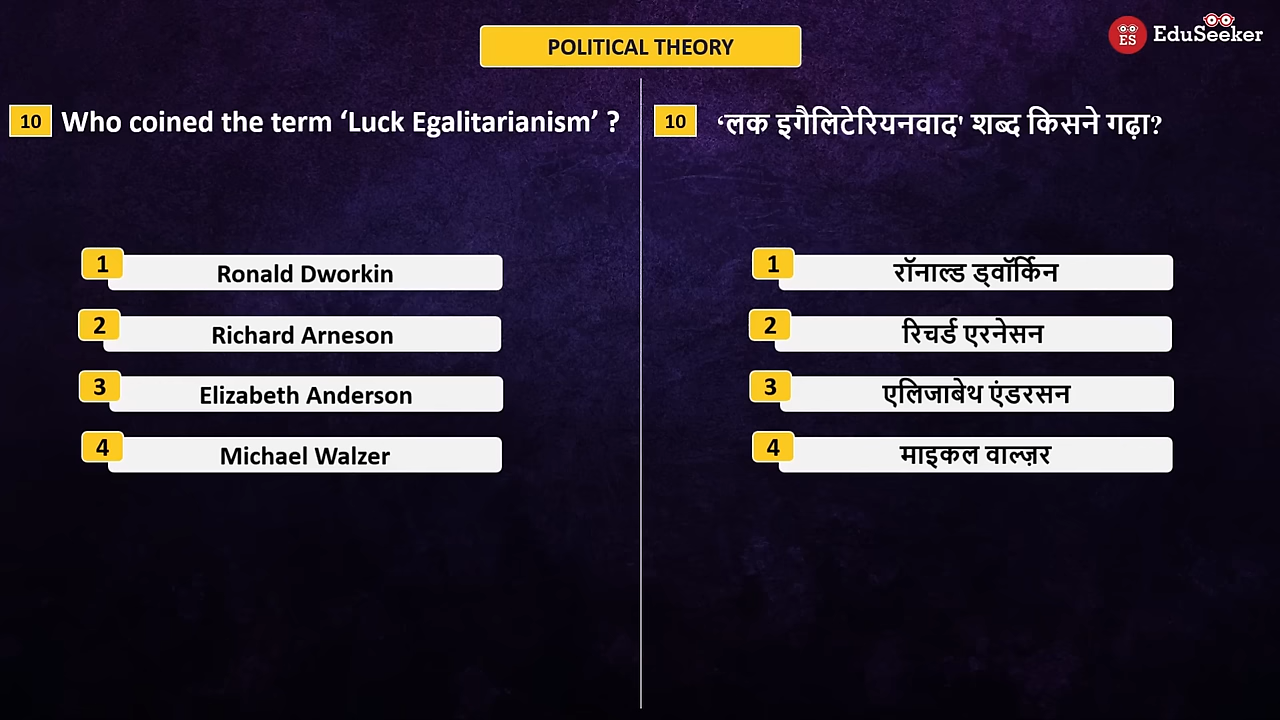 POLITICAL THEORY
ES EduSeeker
10 Who coined the term ‘Luck Egalitarianism’ ?
1 Ronald Dworkin
2 Richard Arneson
3 Elizabeth Anderson
4 Michael Walzer
10 ‘लक इगैलिटेरियनवाद' शब्द किसने गढ़ा?
1 रॉनाल्ड ड्वॉर्किन
2 रिचर्ड एरनेसन
3 एलिजाबेथ एंडरसन
4 माइकल वाल्ज़र